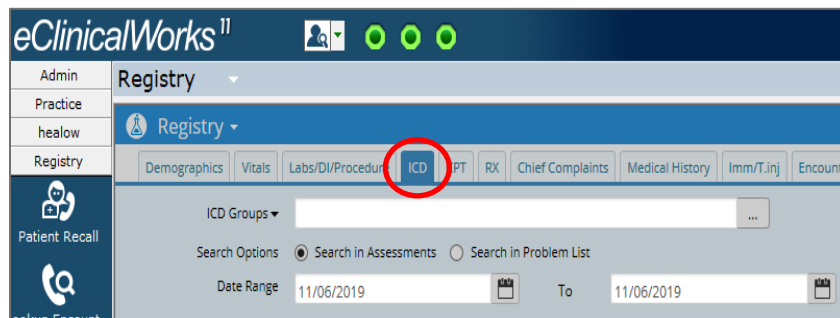 eClinicalWorks 11
Admin
Registry
Practice
healow
Registry
Registry
Demographics Vitals Labs/DI/Procedure ICD CPT RX Chief Complaints Medical History Imm/T.inj Encount
ICD Groups ...
Patient Recall
Search Options Search in Assessments Search in Problem List
Date Range 11/06/2019 To 11/06/2019